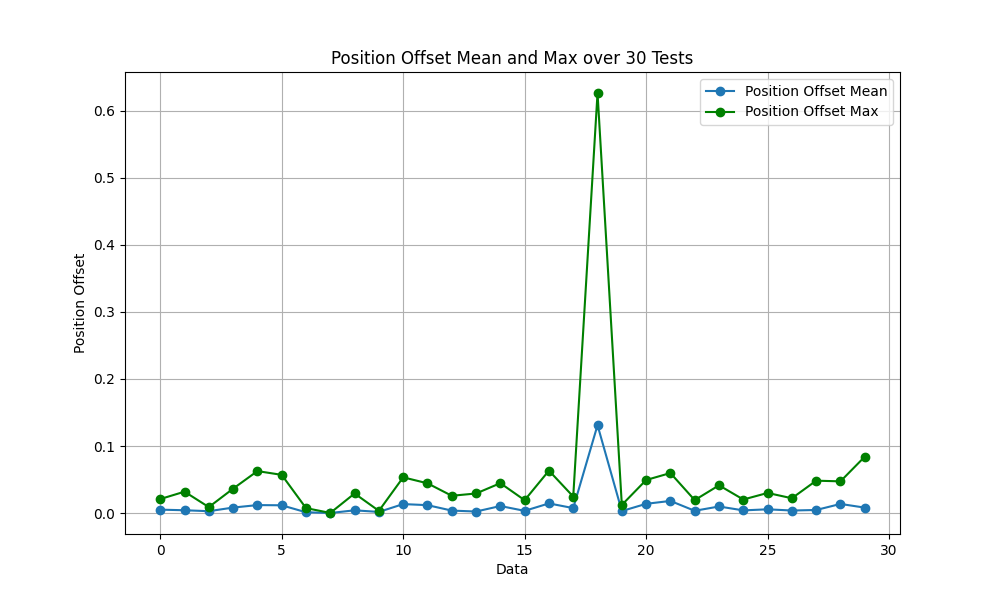 Position Offset Mean and Max over 30 Tests
Position Offset Mean
Position Offset Max
Position Offset
0.6
0.5
0.4
0.3
0.2
0.1
0.0
0 5 10 15 20 25 30
Data